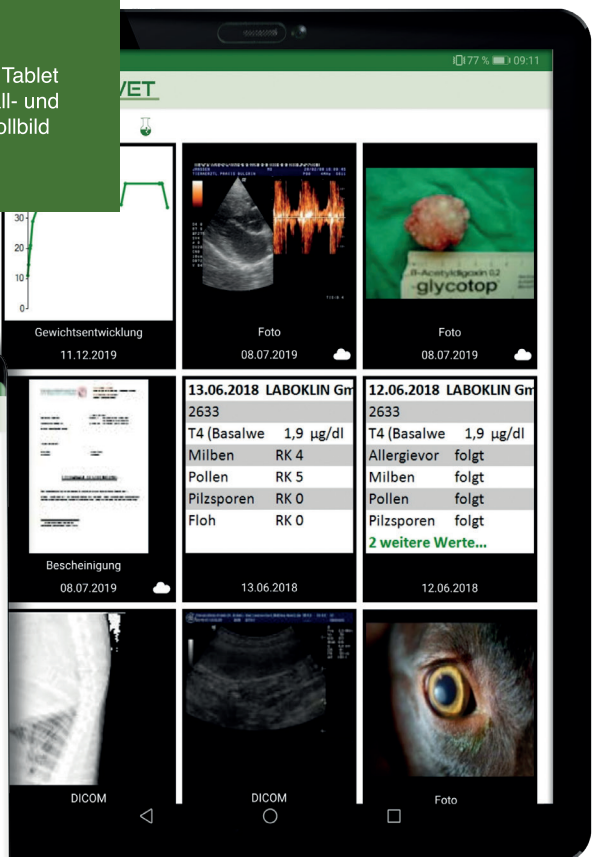 Tablet
ll- und
ollbild
77 % 09:11
VET
30
20
10
0
Gewichtsentwicklung
11.12.2019
Foto
08.07.2019
B-Acetyldigoxin 0,2
glycotop
Foto
08.07.2019
Bescheinigung
08.07.2019
13.06.2018 LABOKLIN Gm
2633
T4 (Basalwe 1,9 µg/dl
Milben RK 4
Pollen RK 5
Pilzsporen RK 0
Floh RK 0
13.06.2018
12.06.2018 LABOKLIN Gm
2633
T4 (Basalwe 1,9 µg/dl
Allergievor folgt
Milben folgt
Pollen folgt
Pilzsporen folgt
2 weitere Werte...
12.06.2018
DICOM
DICOM
Foto